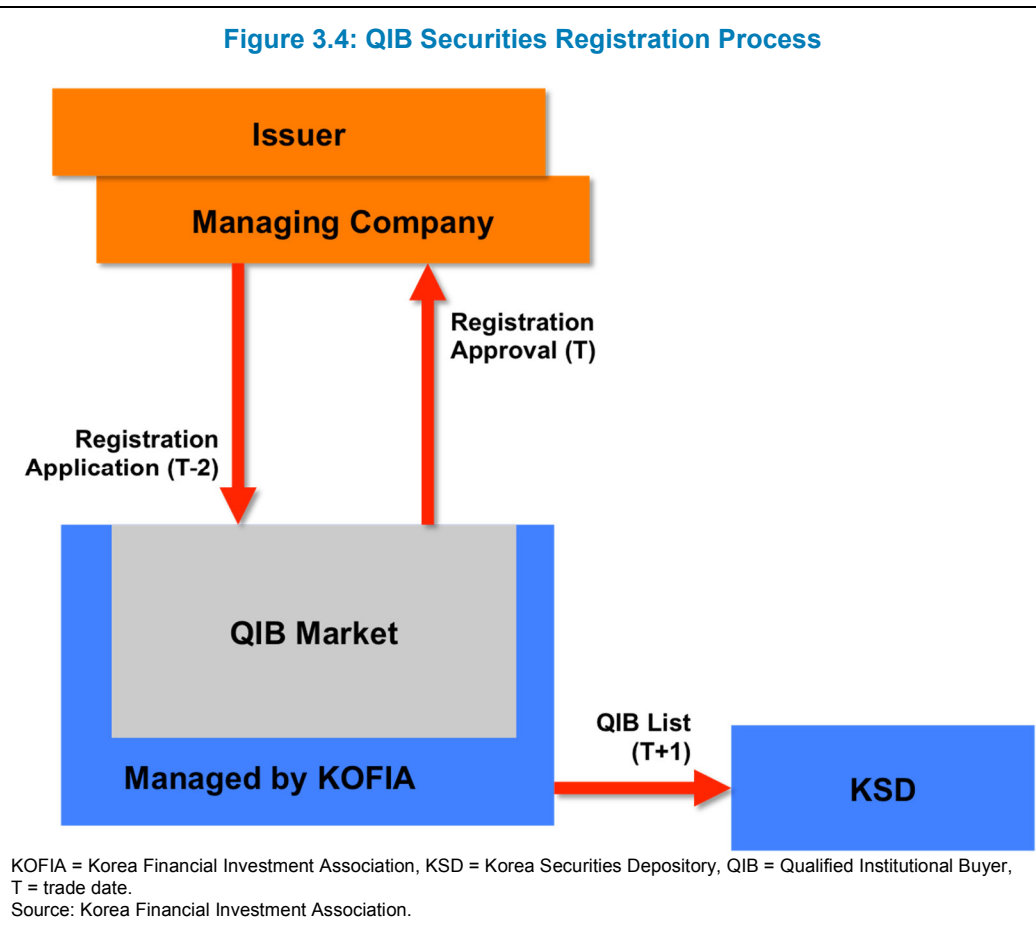 Figure 3.4: QIB Securities Registration Process
Issuer
Managing Company
Registration
Approval (T)
Registration
Application (T-2)
QIB Market
QIB List
(T+1)
Managed by KOFIA
KSD
KOFIA = Korea Financial Investment Association, KSD = Korea Securities Depository, QIB = Qualified Institutional Buyer,
T = trade date.
Source: Korea Financial Investment Association.